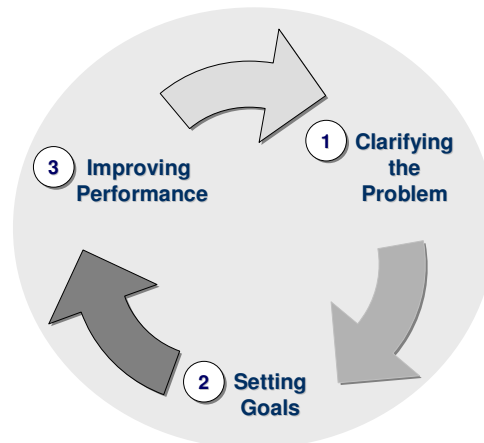 1 Clarifying
the
Problem
2 Setting
Goals
3 Improving
Performance